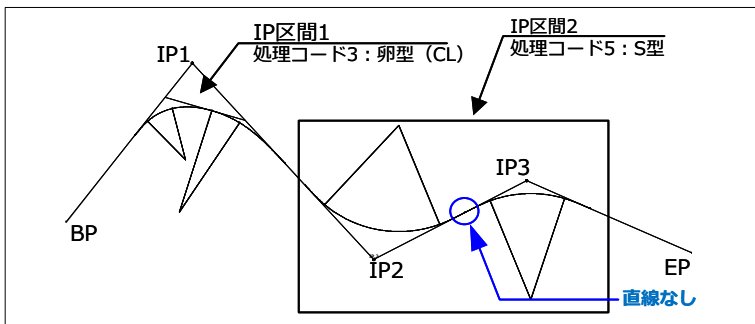 IP区間1
処理コード3：卵型（CL）
IP区間2
処理コード5：S型
IP1
IP3
BP
IP2
EP
直線なし